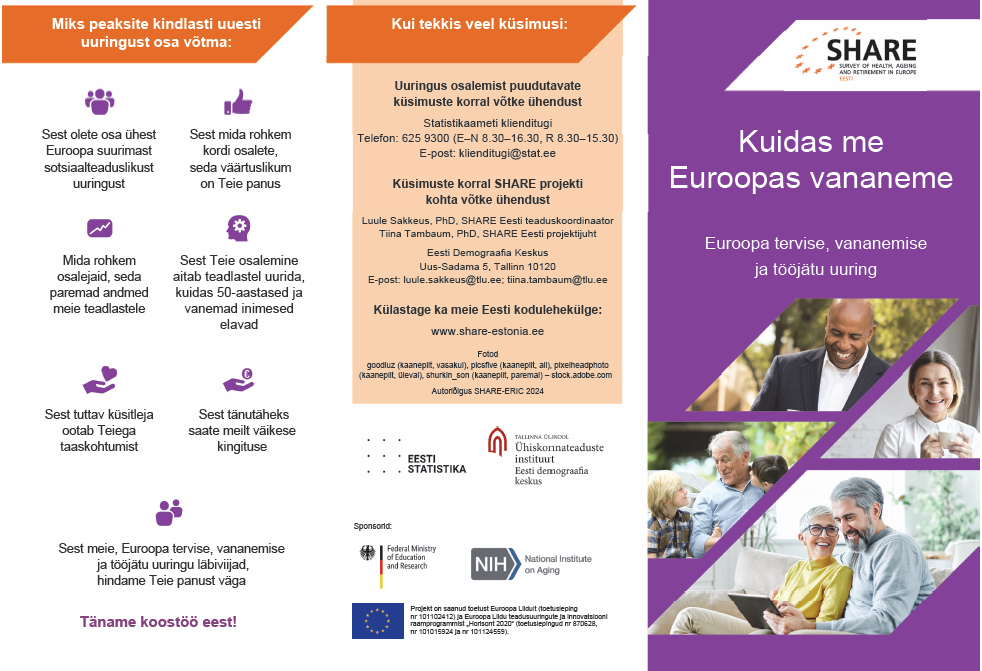 Miks peaksite kindlasti uuesti
uuringust osa võtma:
Sest olete osa ühest
Euroopa suurimast
sotsiaalteaduslikust
uuringust
Sest mida rohkem
kordi osalete,
seda väärtuslikum
on Teie panus
Mida rohkem
osalejaid, seda
paremad andmed
meie teadlastele
Sest Teie osalemine
aitab teadlastel uurida,
kuidas 50-aastased ja
vanemad inimesed
elavad
Sest tuttav küsitleja
ootab Teiega
taaskohtumist
Sest tänutäheks
saate meilt väikese
kingituse
Sest meie, Euroopa tervise, vananemise
ja tööjätu uuringu läbiviijad,
hindame Teie panust väga
Täname koostöö eest!
Kui tekkis veel küsimusi:
Uuringus osalemist puudutavate
küsimuste korral võtke ühendust
Statistikaameti klienditugi
Telefon: 625 9300 (E–N 8.30–16.30, R 8.30–15.30)
E-post: klienditugi@stat.ee
Küsimuste korral SHARE projekti
kohta võtke ühendust
Luule Sakkeus, PhD, SHARE Eesti teaduskoordinaator
Tiina Tambaum, PhD, SHARE Eesti projektijuht
Eesti Demograafia Keskus
Uus-Sadama 5, Tallinn 10120
E-post: luule.sakkeus@tlu.ee; tiina.tambaum@tlu.ee
Külastage ka meie Eesti kodulehekülge:
www.share-estonia.ee
Fotod
goodluz (kaanepilt, vasakul), picsfive (kaanepilt, all), pixelheadphoto
(kaanepilt, üleval), shurkin_son (kaanepilt, paremal) – stock.adobe.com
Autoriõigus SHARE-ERIC 2024
EESTI
STATISTIKA
TALLINNA ÜLIKOOL
Ühiskonnateaduste
instituut
Eesti demograafia
keskus
Sponsorid:
Federal Ministry
of Education
and Research
NIH
National Institute
on Aging
Projekt on saanud toetust Euroopa Liidult (toetusleping
nr 101102412) ja Euroopa Liidu teadusuuringute ja innovatsiooni
raamprogrammist „Horisont 2020” (toetuslepingud nr 870628,
nr 101015924 ja nr 101124559).
SHARE
SURVEY OF HEALTH, AGEING
AND RETIREMENT IN EUROPE
EESTI
Kuidas me
Euroopas vananeme
Euroopa tervise, vananemise
ja tööjätu uuring